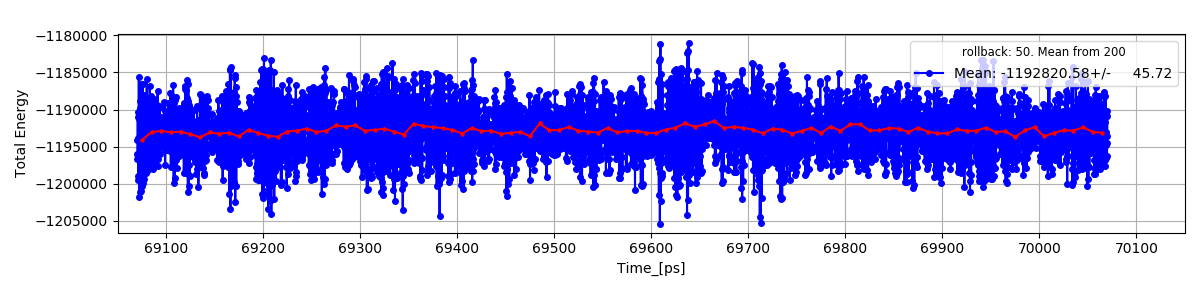 rollback: 50. Mean from 200
Mean: -1192820.58+/- 45.72
Total Energy
−1180000
−1185000
−1190000
−1195000
−1200000
−1205000
69100 69200 69300 69400 69500 69600 69700 69800 69900 70000 70100
Time_[ps]